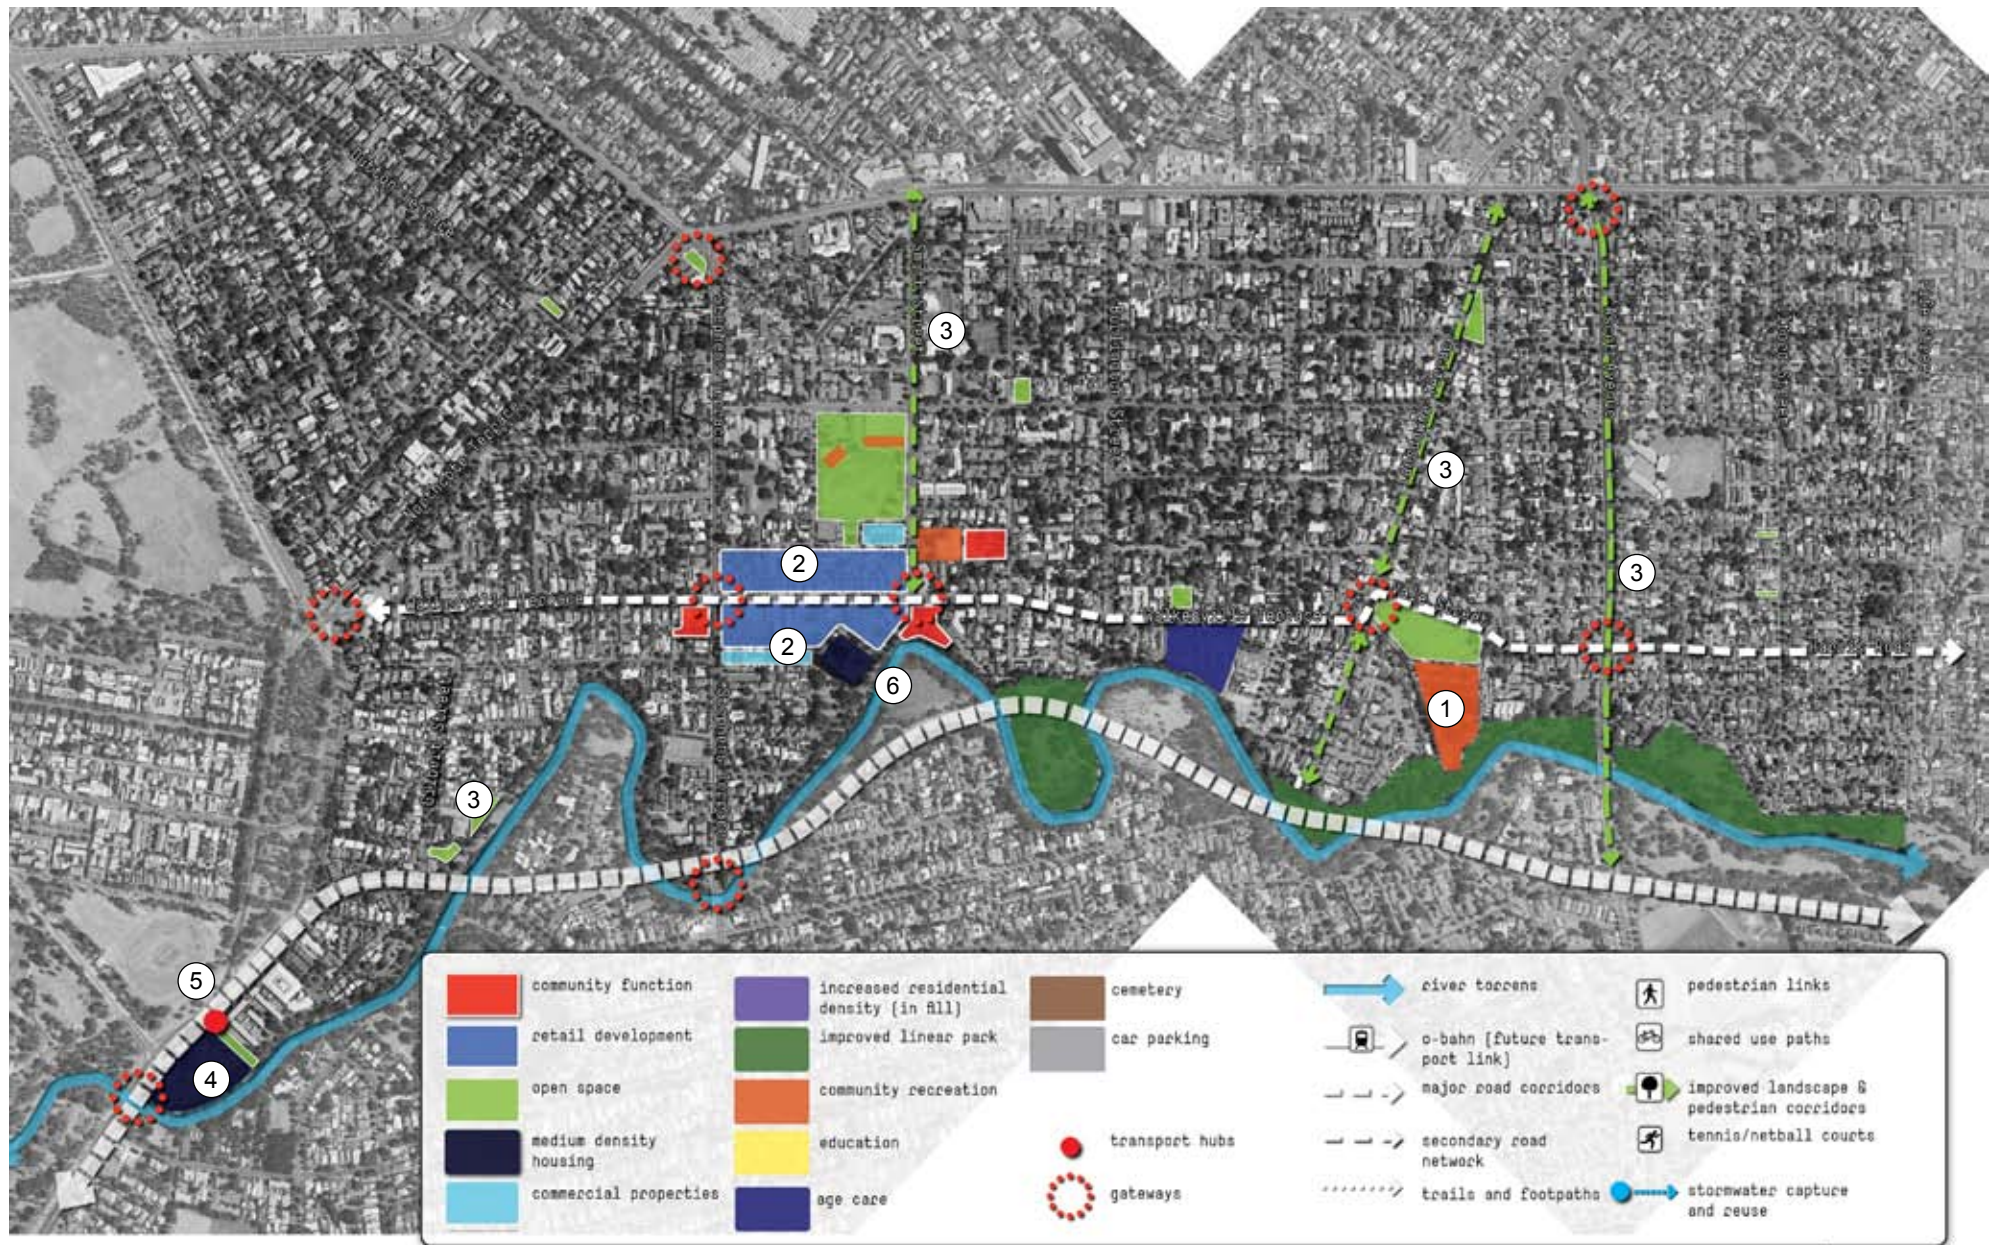 3
3
3
2
2
3
6
1
3
5
4
community function
retail development
open space
medium density
housing
commercial properties
increased residential
density (in fill)
improved linear park
community recreation
education
age care
cemetery
car parking
transport hubs
gateways
river torrens
o-bahn (future trans-
port link)
major road corridors
secondary road
network
trails and footpaths
pedestrian links
shared use paths
improved landscape &
pedestrian corridors
tennis/netball courts
stormwater capture
and reuse